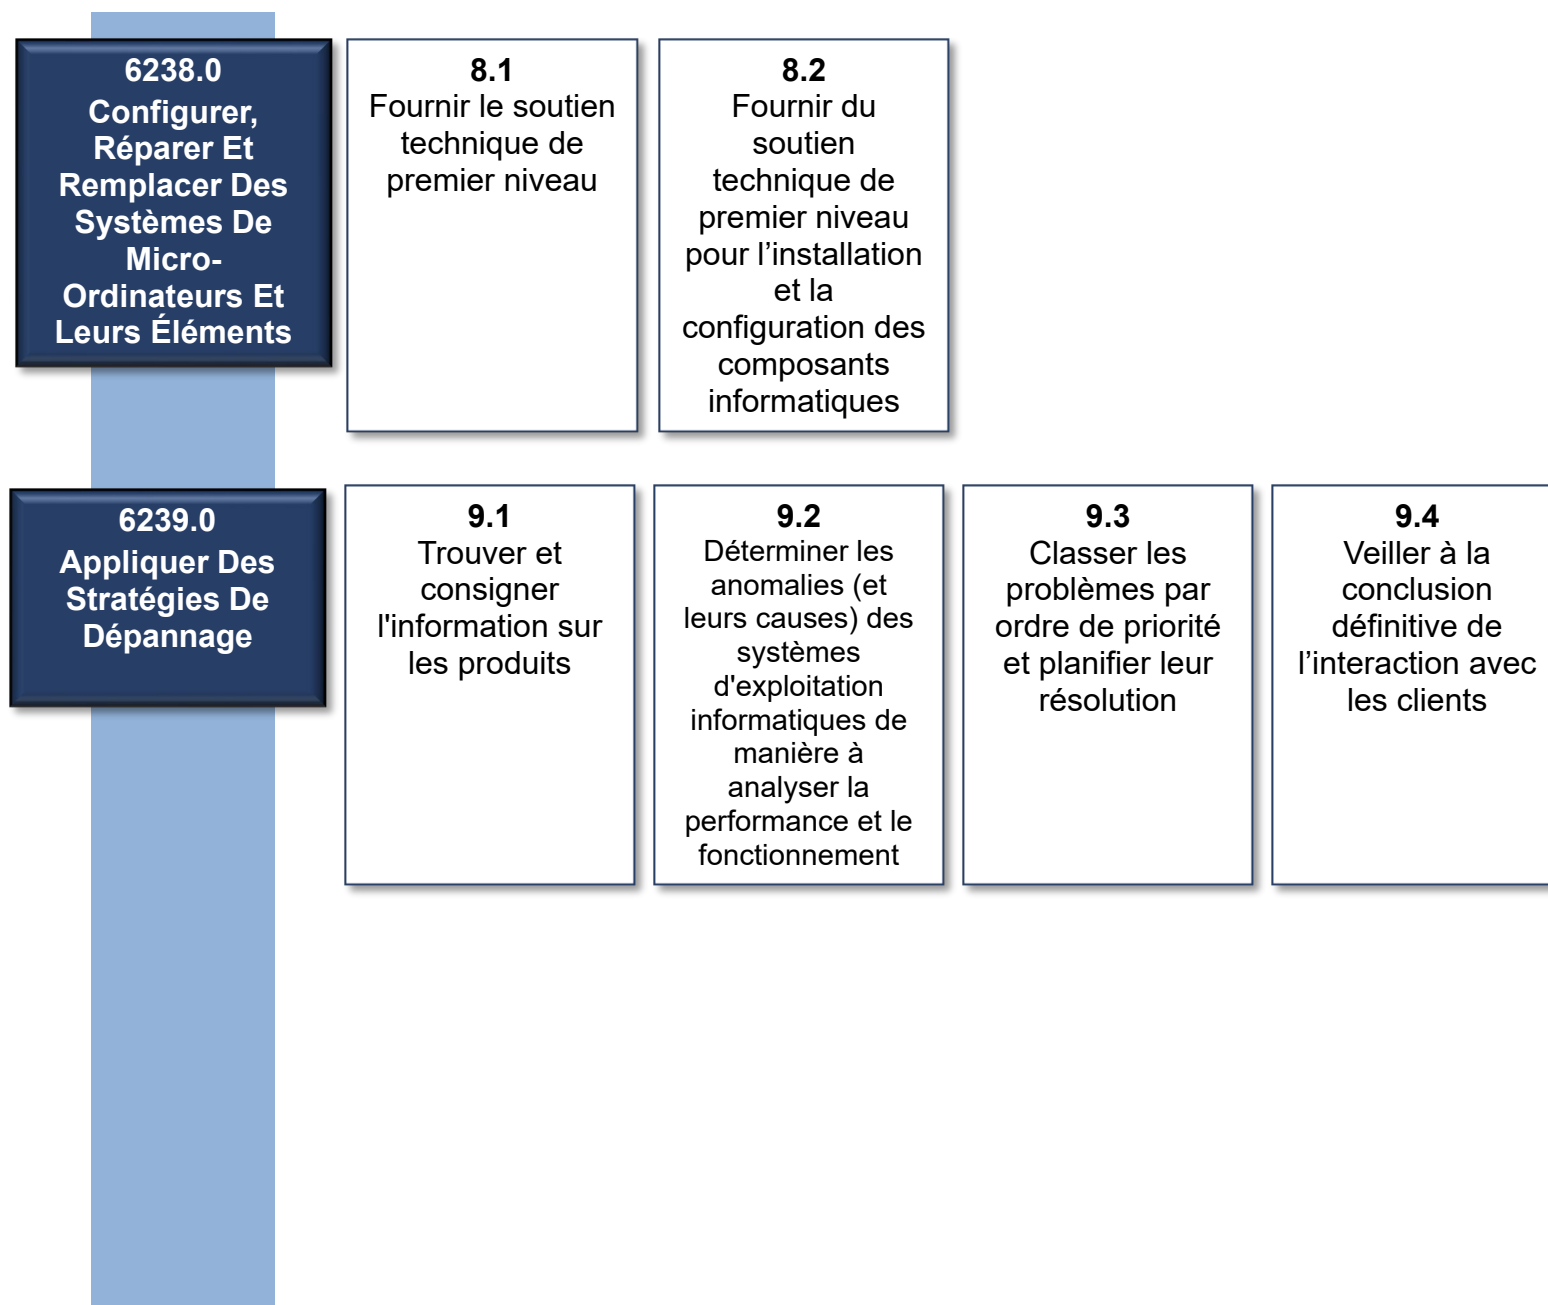 6238.0
Configurer,
Réparer Et
Remplacer Des
Systèmes De
Micro-
Ordinateurs Et
Leurs Éléments
8.1
Fournir le soutien
technique de
premier niveau
8.2
Fournir du
soutien
technique de
premier niveau
pour l’installation
et la
configuration des
composants
informatiques
6239.0
Appliquer Des
Stratégies De
Dépannage
9.1
Trouver et
consigner
l'information sur
les produits
9.2
Déterminer les
anomalies (et
leurs causes) des
systèmes
d'exploitation
informatiques de
manière à
analyser la
performance et le
fonctionnement
9.3
Classer les
problèmes par
ordre de priorité
et planifier leur
résolution
9.4
Veiller à la
conclusion
définitive de
l’interaction avec
les clients